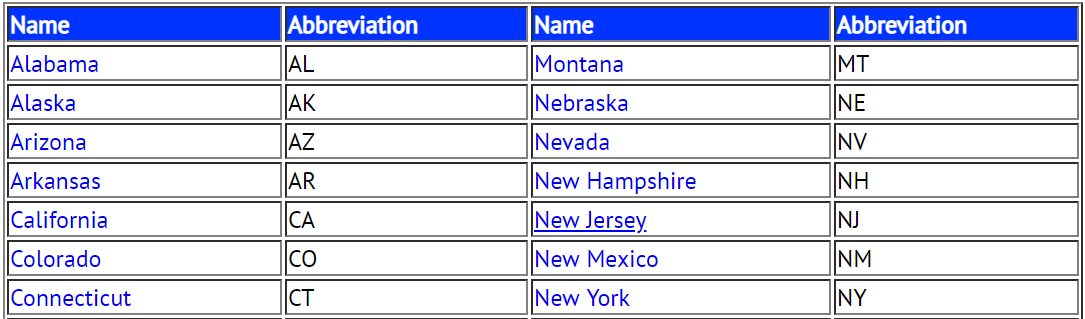 Name Abbreviation Name Abbreviation
Alabama AL Montana MT
Alaska AK Nebraska NE
Arizona AZ Nevada NV
Arkansas AR New Hampshire NH
California CA New Jersey NJ
Colorado CO New Mexico NM
Connecticut CT New York NY